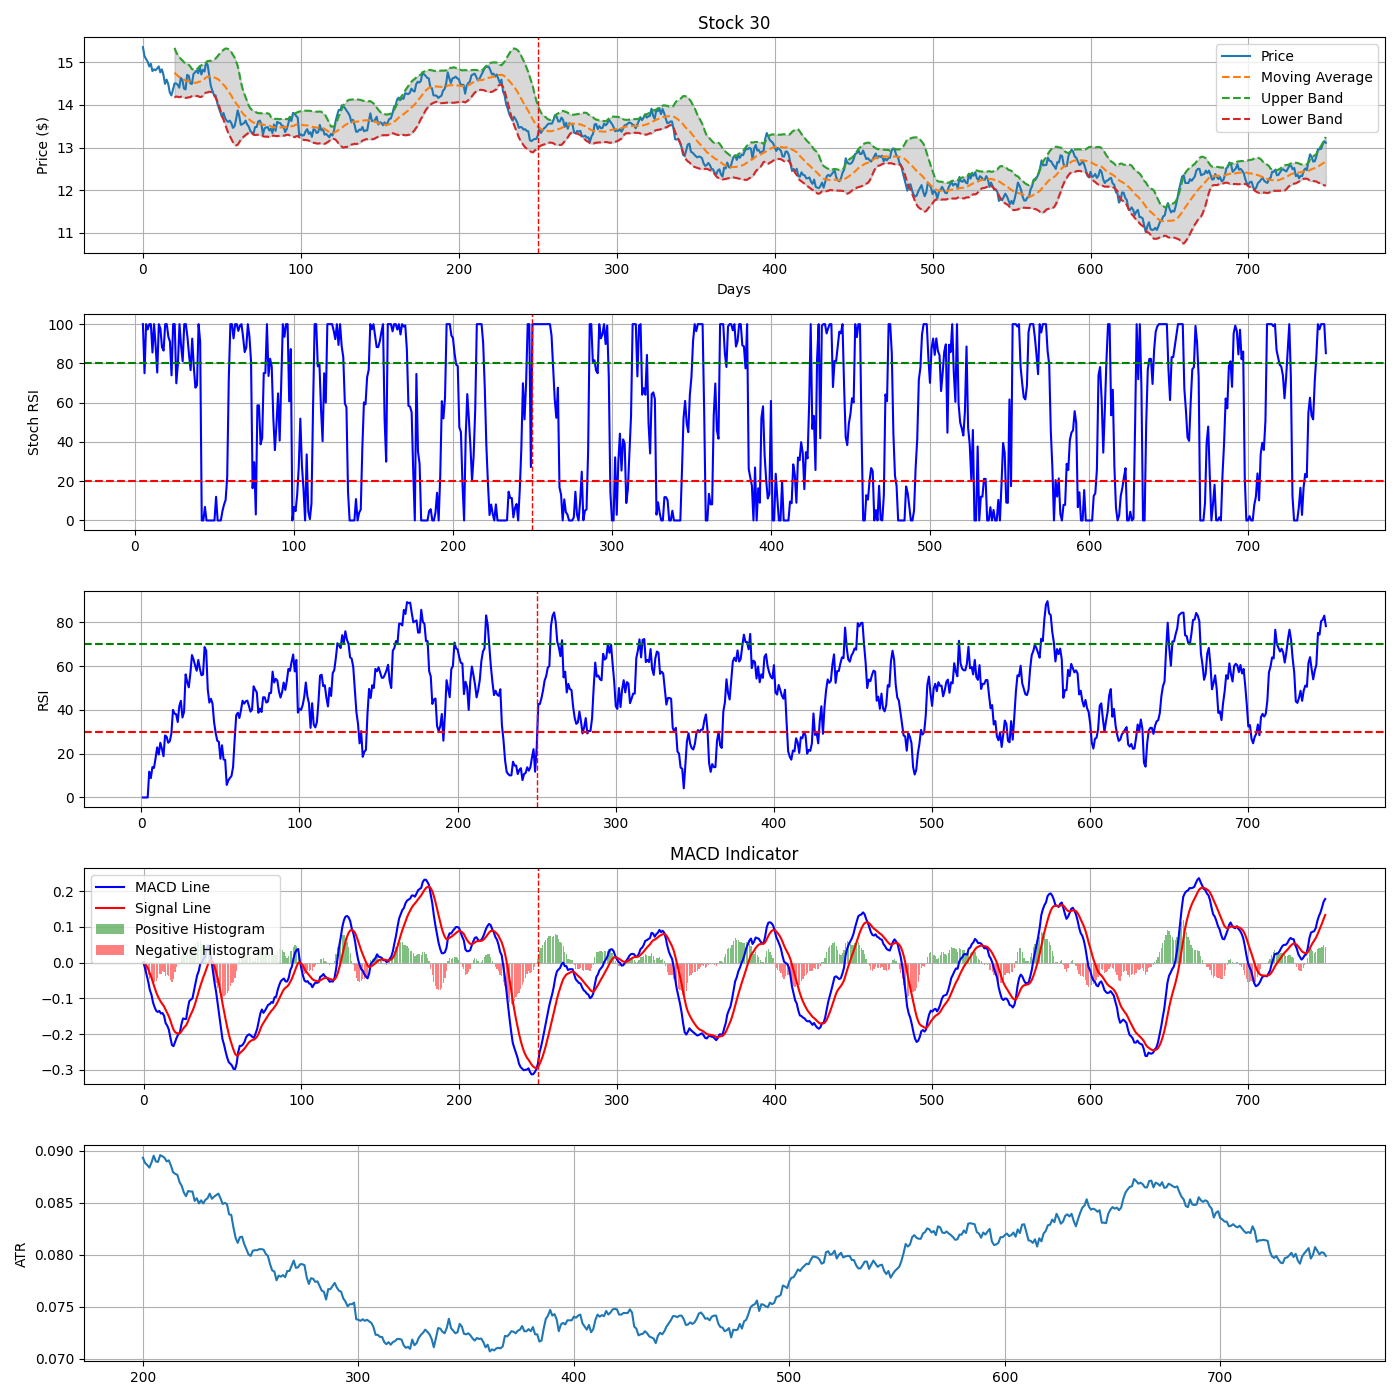 Stock 30
Price ($)
15
14
13
12
11
Price
Moving Average
Upper Band
Lower Band
0 100 200 300 400 500 600 700
Days
Stoch RSI
100
80
60
40
20
0
0 100 200 300 400 500 600 700
RSI
80
60
40
20
0
0 100 200 300 400 500 600 700
MACD Indicator
0.2
0.1
0.0
−0.1
−0.2
−0.3
MACD Line
Signal Line
Positive Histogram
Negative Histogram
0 100 200 300 400 500 600 700
ATR
0.090
0.085
0.080
0.075
0.070
200 300 400 500 600 700